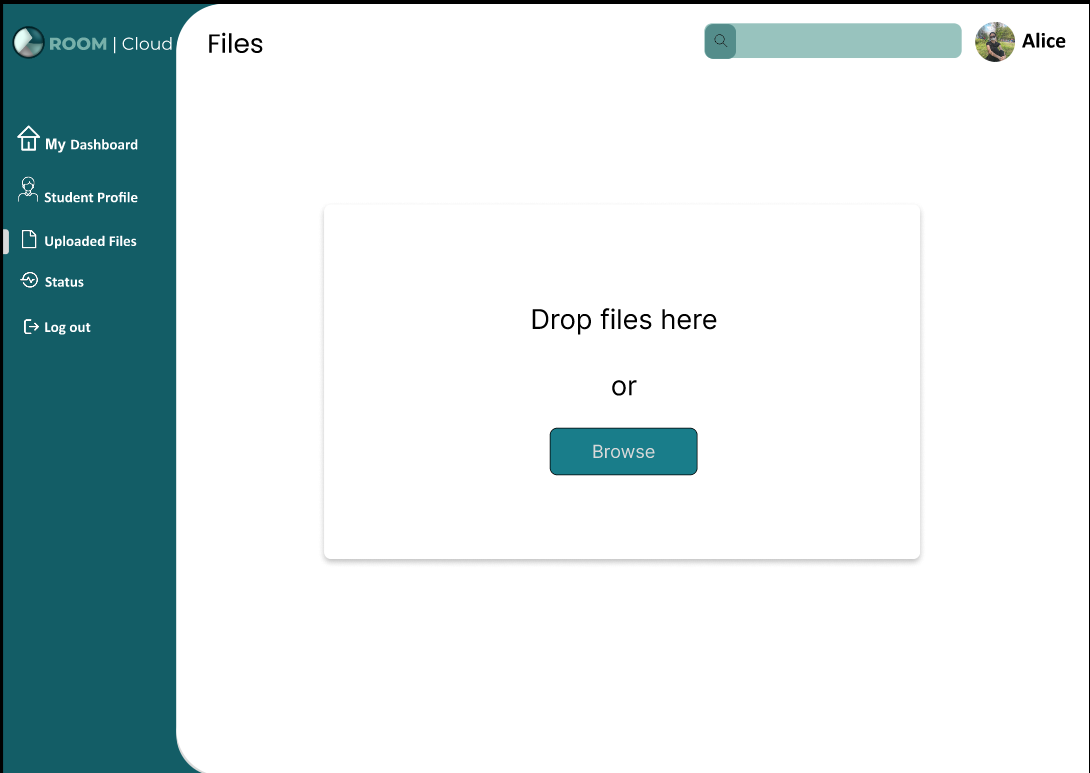 ROOM | Cloud
Files
Alice
My Dashboard
Student Profile
Uploaded Files
Status
Log out
Drop files here
or
Browse